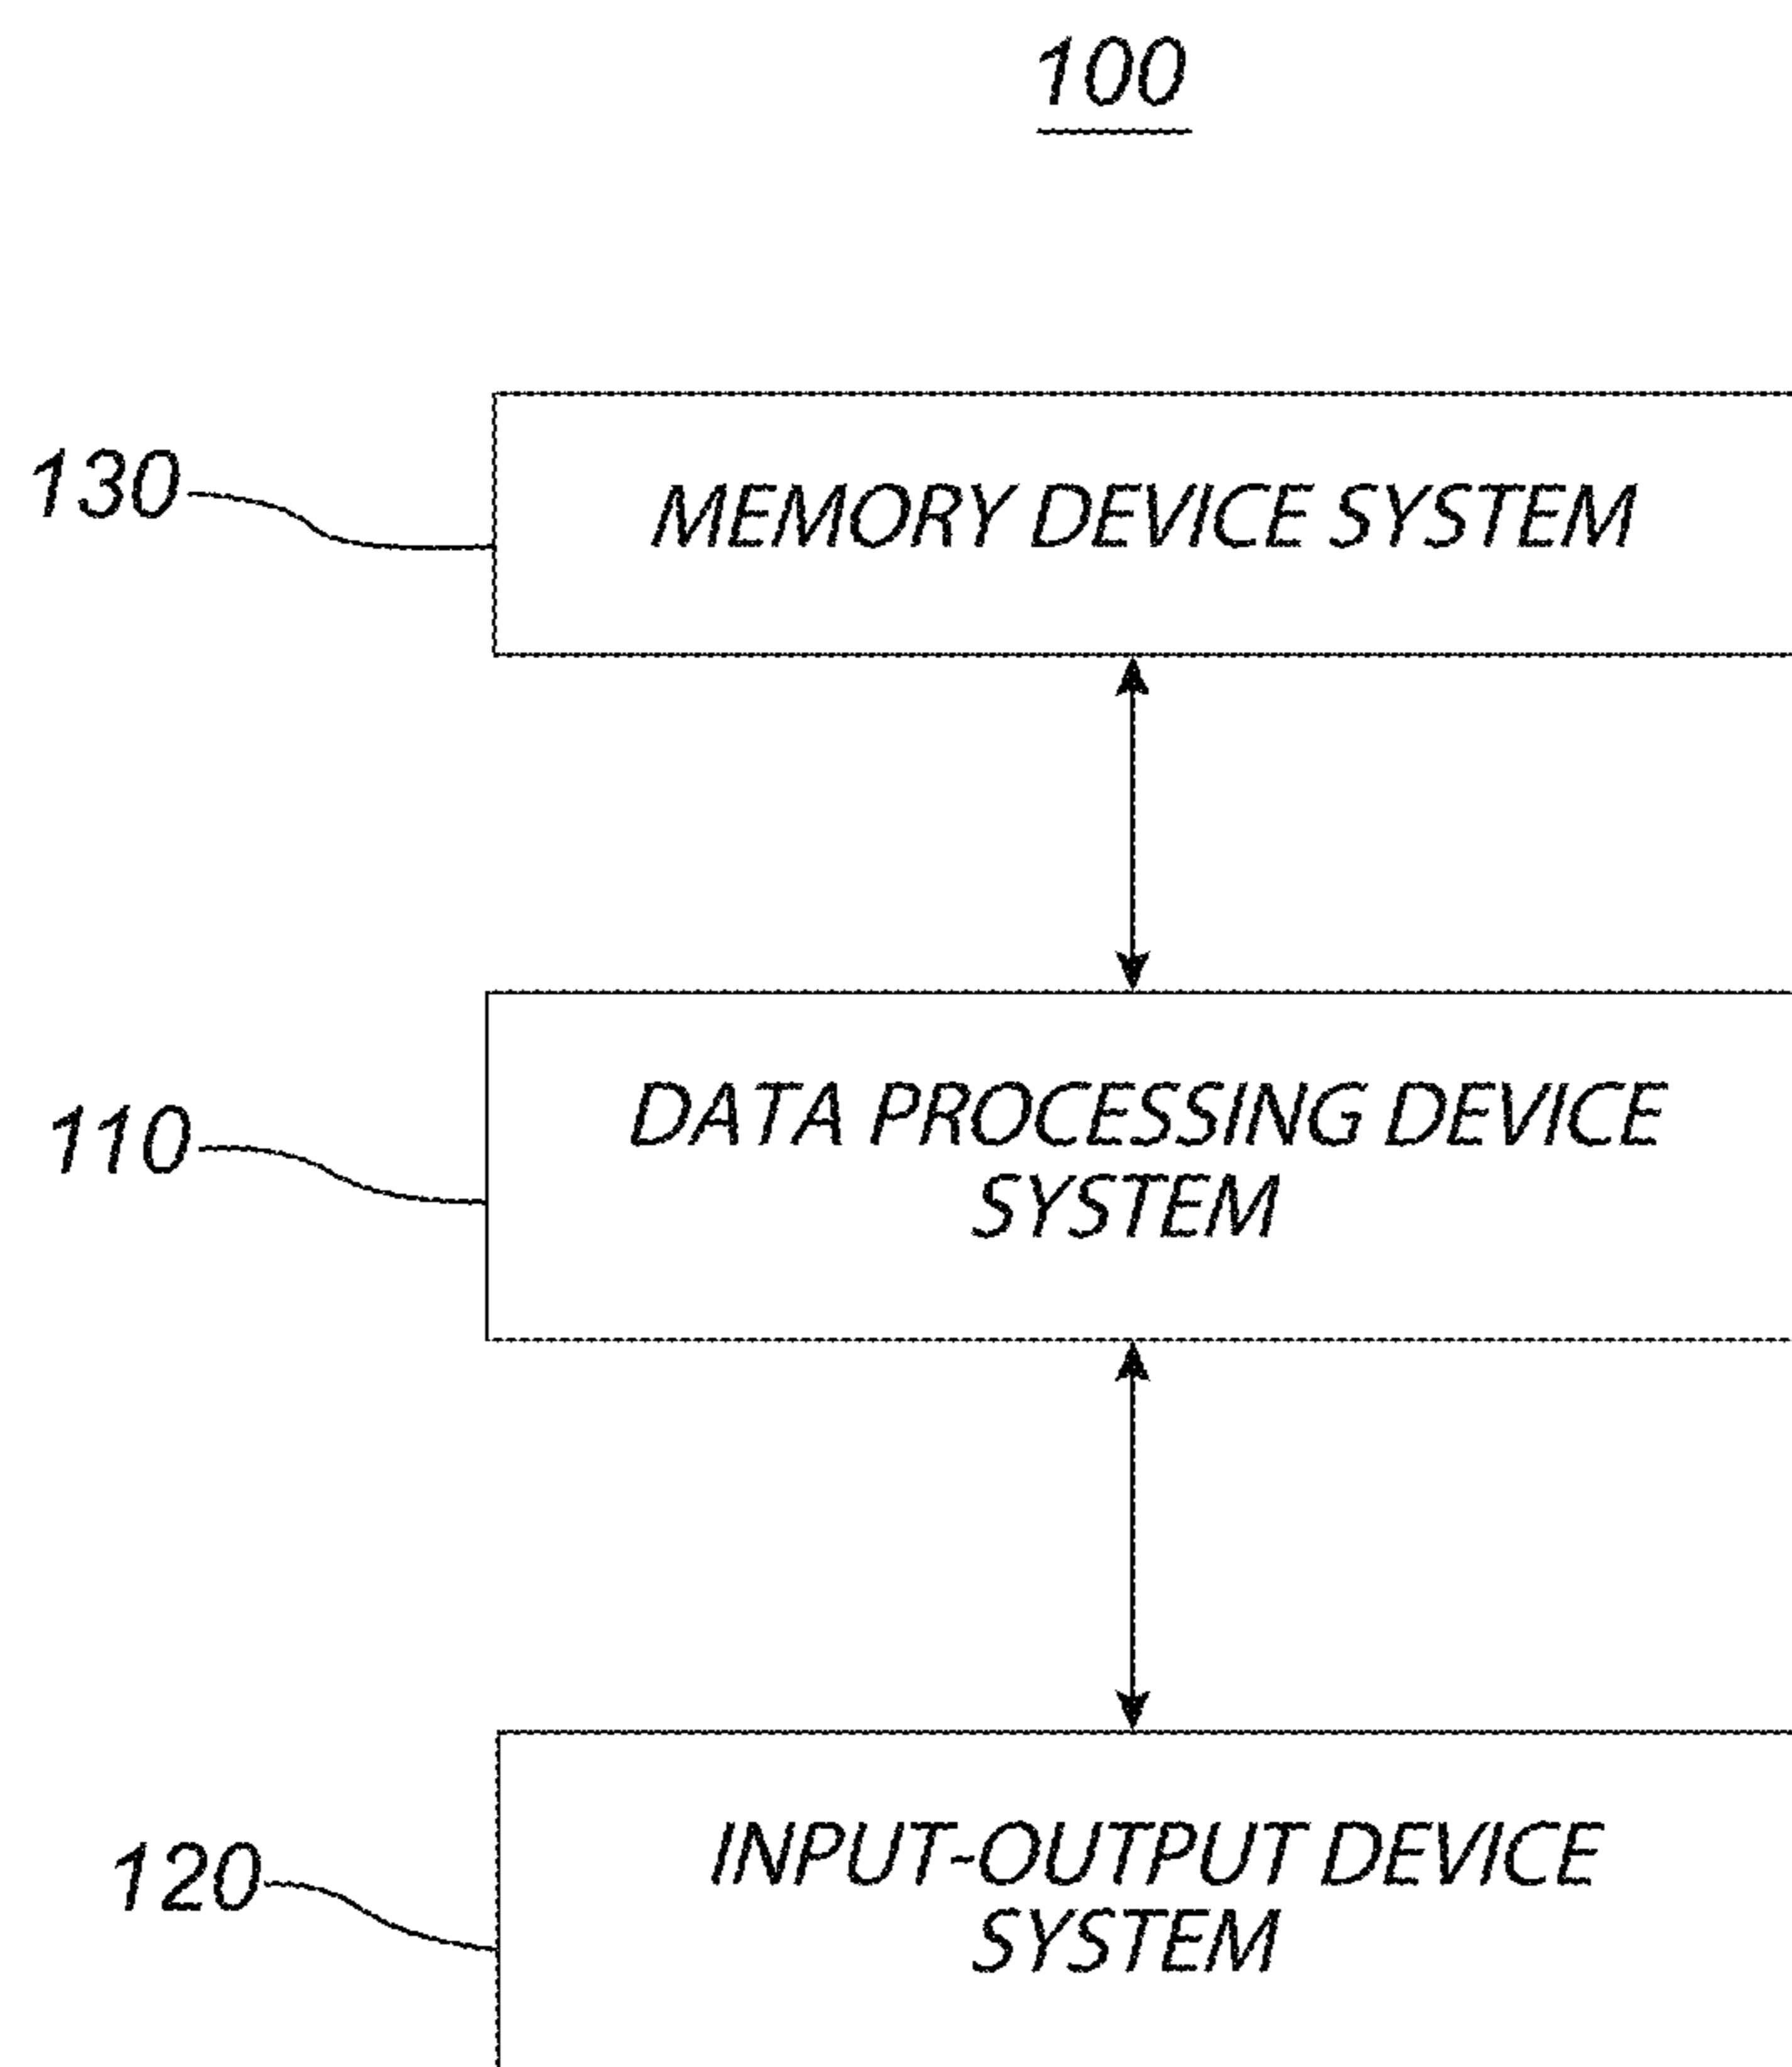 100
130
MEMORY DEVICE SYSTEM
110
DATA PROCESSING DEVICE
SYSTEM
120
INPUT-OUTPUT DEVICE
SYSTEM